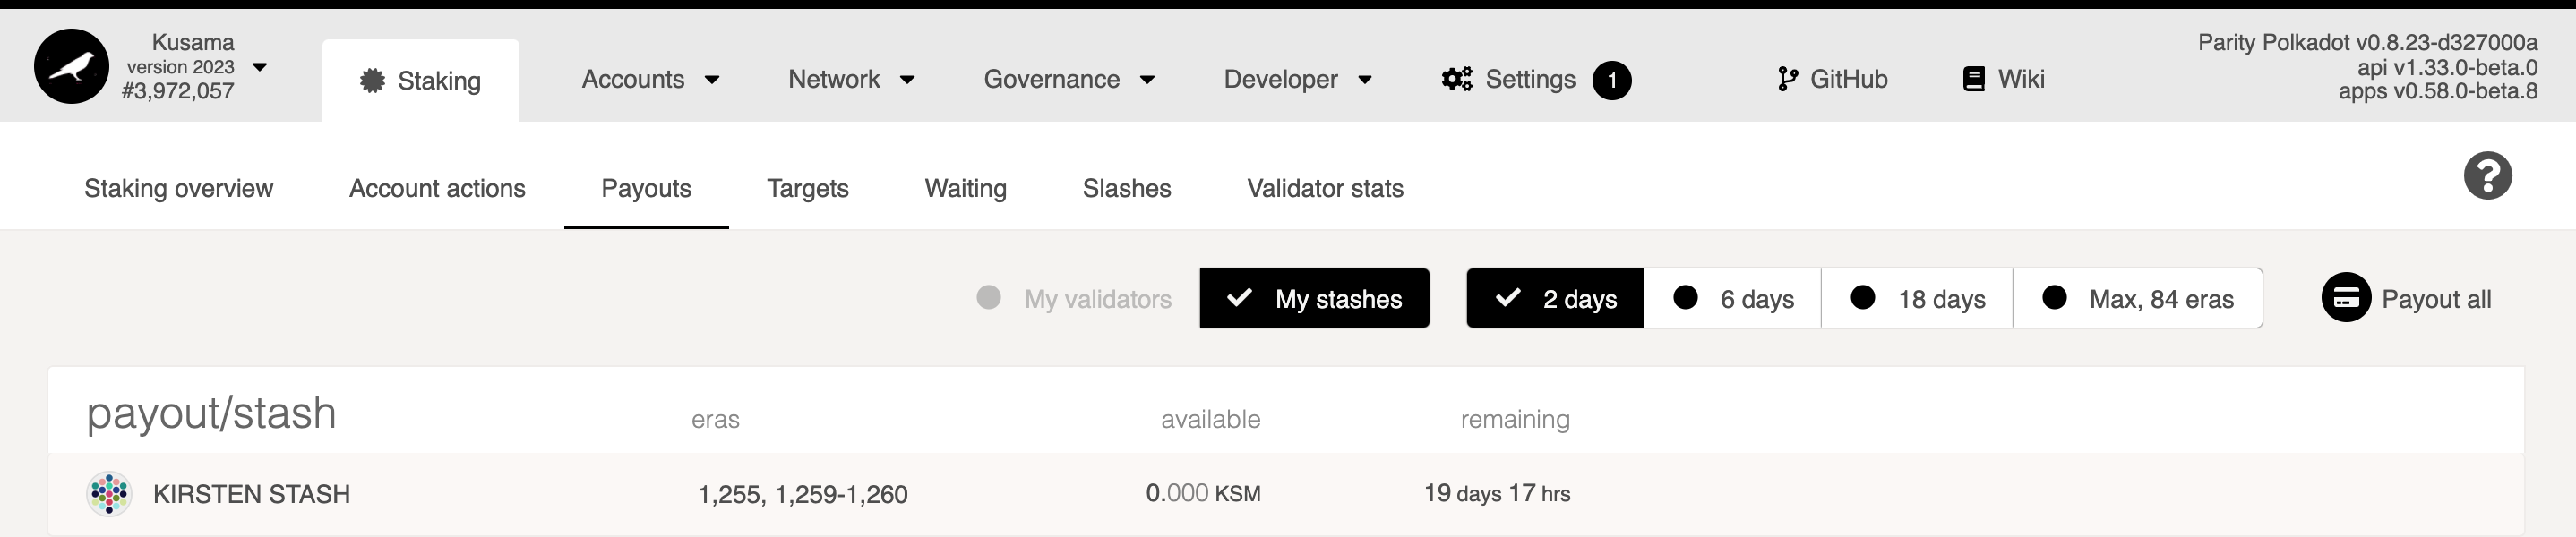 Kusama
version 2023
#3,972,057
Staking
Accounts
Network
Governance
Developer
Settings
1
GitHub
Wiki
Parity Polkadot v0.8.23-d327000a
api v1.33.0-beta.0
apps v0.58.0-beta.8
Staking overview
Account actions
Payouts
Targets
Waiting
Slashes
Validator stats
?
My validators
My stashes
2 days
6 days
18 days
Max, 84 eras
Payout all
payout/stash
eras
available
remaining
KIRSTEN STASH
1,255, 1,259-1,260
0.000 KSM
19 days 17 hrs